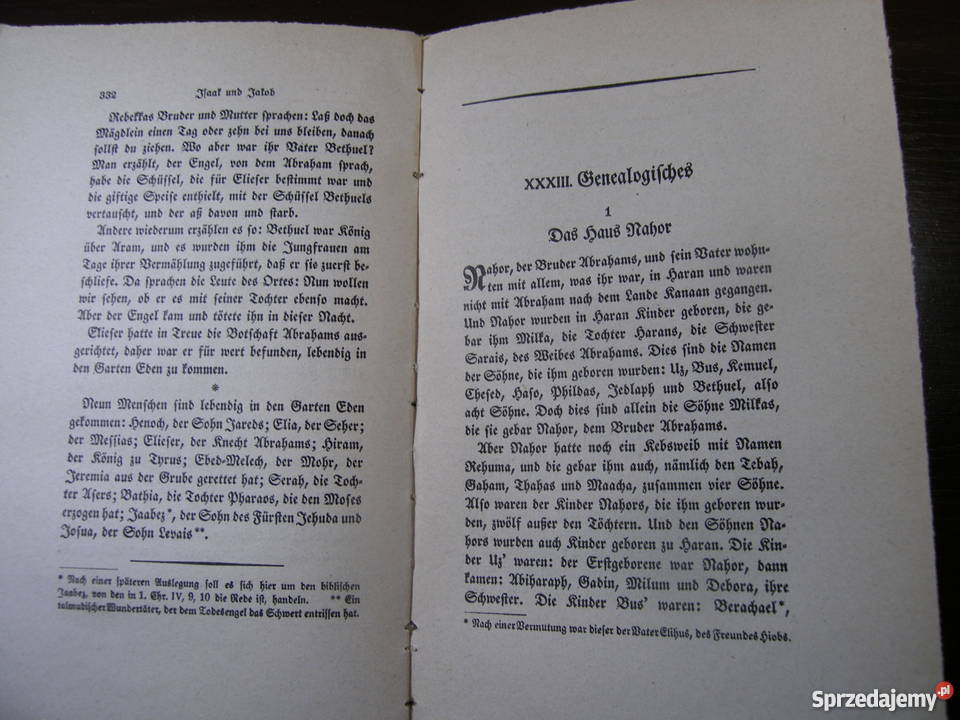 332 Isaak und Jakob
Rebekkas Bruder und Mutter sprachen: Laß doch das
Mägdlein einen Tag oder zehn bei uns bleiben, danach
sollst du ziehen. Wo aber war ihr Vater Bethuel?
Man erzählt, der Engel, von dem Abraham sprach,
habe die Schüssel, die für Elieser bestimmt war und
die giftige Speise enthielt, mit der Schüssel Bethuels
vertauscht, und der aß davon und starb.
Andere wiederum erzählen es so: Bethuel war König
über Aram, und es wurden ihm die Jungfrauen am
Tage ihrer Vermählung zugeführt, daß er sie zuerst be-
schliefe. Da sprachen die Leute des Ortes: Nun wollen
wir sehen, ob er es mit seiner Tochter ebenso macht.
Aber der Engel kam und tötete ihn in dieser Nacht.
Elieser hatte in Treue die Botschaft Abrahams aus-
gerichtet, daher war er für wert befunden, lebendig in
den Garten Eden zu kommen.
*
Neun Menschen sind lebendig in den Garten Eden
gekommen: Henoch, der Sohn Jareds; Elia, der Seher;
der Messias; Elieser, der Knecht Abrahams; Hiram,
der König zu Tyrus; Ebed-Melech, der Mohr, der
Jeremia aus der Grube gerettet hat; Serah, die Toch-
ter Asers; Bathia, die Tochter Pharaos, die den Moses
erzogen hat; Jaabez*, der Sohn des Fürsten Jehuda und
Josua, der Sohn Levais**.
* Nach einer späteren Auslegung soll es sich hier um den biblischen
Jaabez, von den in 1. Chr. IV, 9, 10 die Rede ist, handeln. ** Ein
talmudischer Wundertäter, der dem Todesengel das Schwert entrissen hat.
XXXIII. Genealogisches
1
Das Haus Nahor
Nahor, der Bruder Abrahams, und sein Vater wohn-
ten mit allem, was ihr war, in Haran und waren
nicht mit Abraham nach dem Lande Kanaan gegangen.
Und Nahor wurden in Haran Kinder geboren, die ge-
bar ihm Milka, die Tochter Harans, die Schwester
Sarais, des Weibes Abrahams. Dies sind die Namen
der Söhne, die ihm geboren wurden: Uz, Bus, Kemuel,
Chesed, Haso, Phildas, Jedlaph und Bethuel, also
acht Söhne. Doch dies sind allein die Söhne Milkas,
die sie gebar Nahor, dem Bruder Abrahams.
Aber Nahor hatte noch ein Kebsweib mit Namen
Rehuma, und die gebar ihm auch, nämlich den Tebah,
Gaham, Thahas und Maacha, zusammen vier Söhne.
Also waren der Kinder Nahors, die ihm geboren wur-
den, zwölf außer den Töchtern. Und den Söhnen Na-
hors wurden auch Kinder geboren zu Haran. Die Kin-
der Uz' waren: der Erstgeborene war Nahor, dann
kamen: Abiharaph, Gadin, Milum und Debora, ihre
Schwester. Die Kinder Bus' waren: Berachael*,
* Nach einer Vermutung war dieser der Vater Elihus, des Freundes Hiobs.
Sprzedajemy.pl